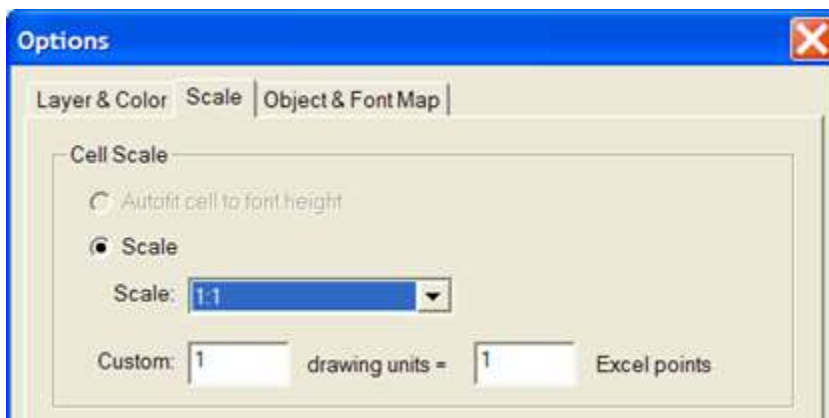 Options
Layer & Color Scale Object & Font Map
Cell Scale
Autofit cell to font height
Scale
Scale: 1:1
Custom: 1 drawing units = 1 Excel points